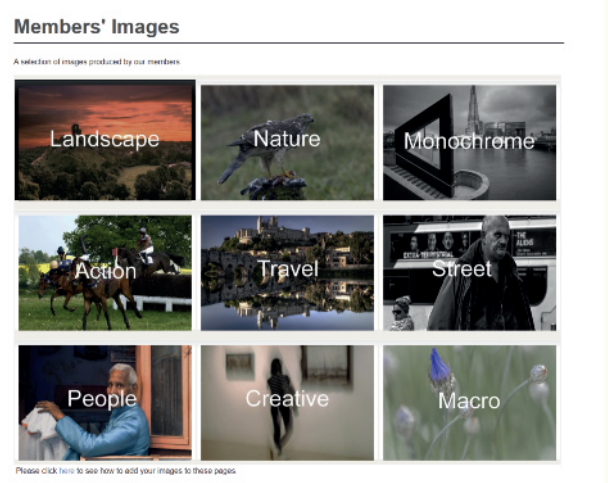 Members' Images
A selection of images produced by our members
Landscape
Nature
Monochrome
Action
Travel
Street
People
Creative
Macro
Please click here to see how to add your images to these pages.